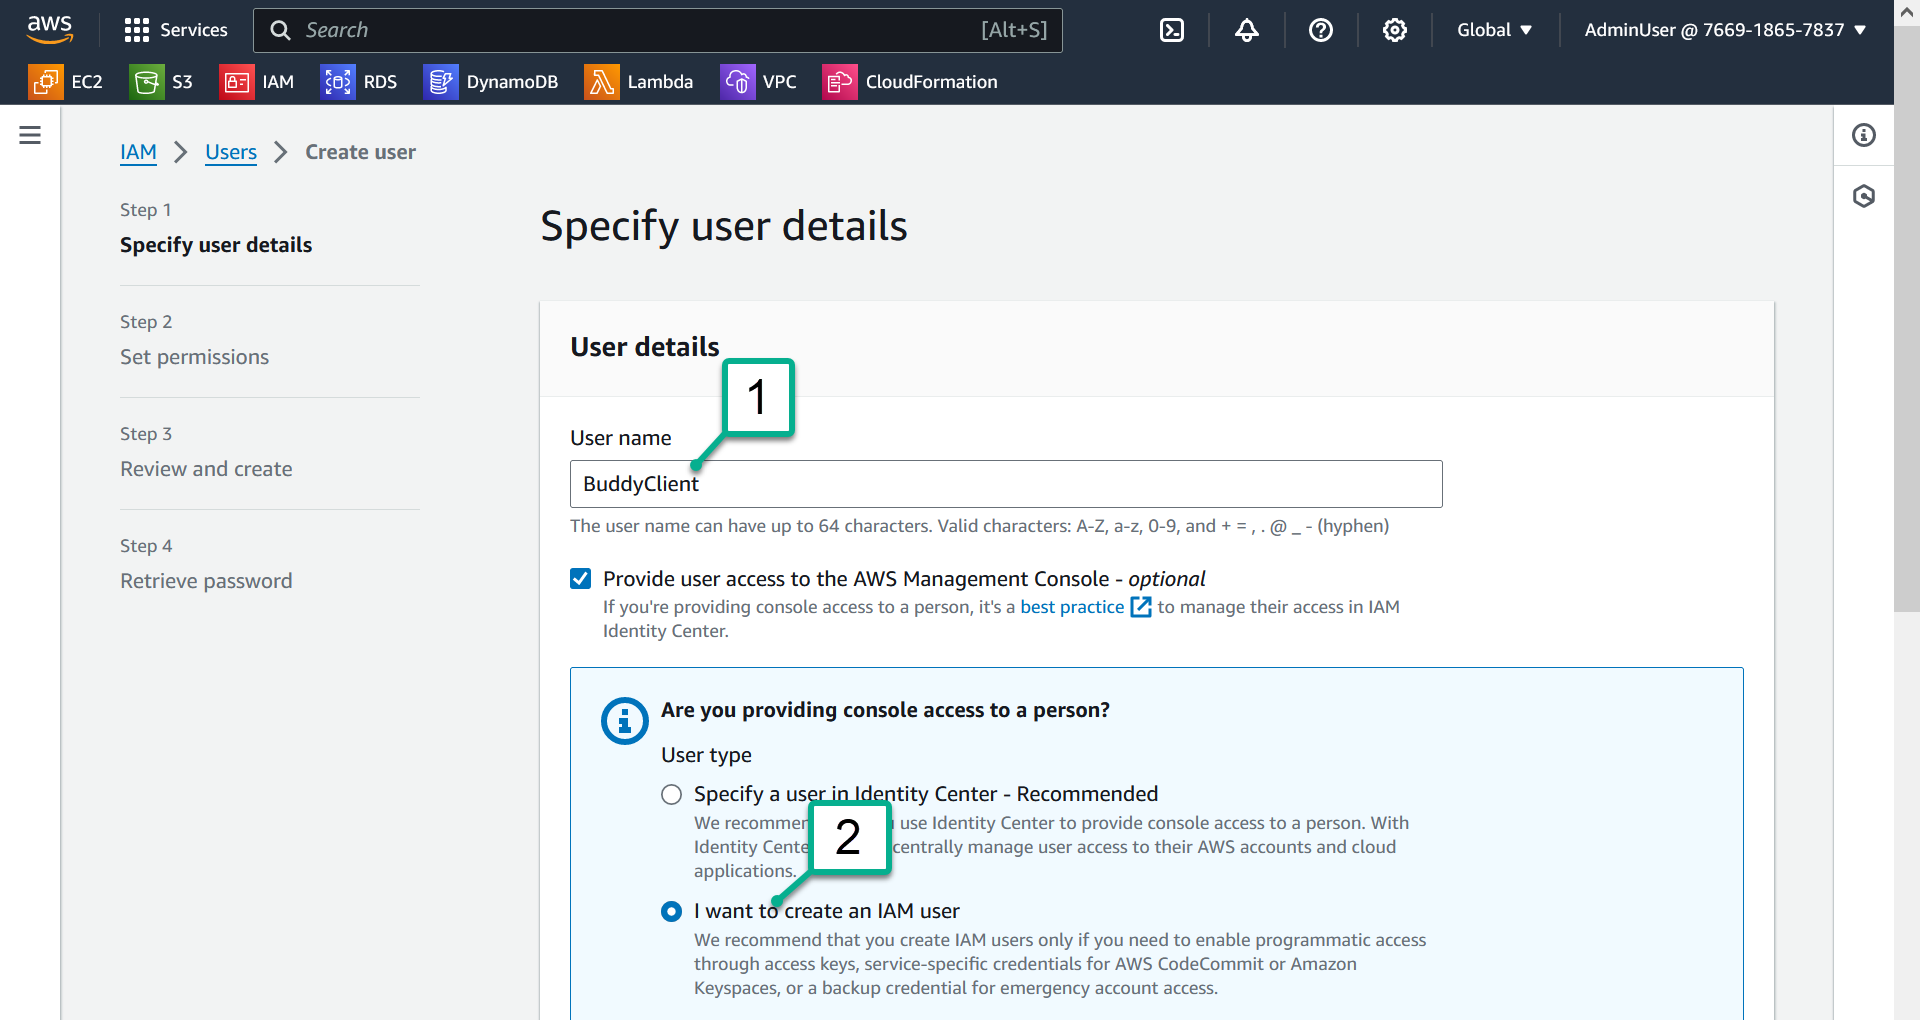 aws
Services
Search
[Alt+S]
Global
AdminUser @ 7669-1865-7837
EC2
S3
IAM
RDS
DynamoDB
Lambda
VPC
CloudFormation
IAM
Users
Create user
Step 1
Specify user details
Step 2
Set permissions
Step 3
Review and create
Step 4
Retrieve password
Specify user details
User details
1
User name
BuddyClient
The user name can have up to 64 characters. Valid characters: A-Z, a-z, 0-9, and + = , . @ _ - (hyphen)
Provide user access to the AWS Management Console - optional
If you're providing console access to a person, it's a best practice to manage their access in IAM
Identity Center.
Are you providing console access to a person?
User type
Specify a user in Identity Center - Recommended
We use Identity Center to provide console access to a person. With
Identity centrally manage user access to their AWS accounts and cloud
applications.
2
I want to create an IAM user
We recommend that you create IAM users only if you need to enable programmatic access
through access keys, service-specific credentials for AWS CodeCommit or Amazon
Keyspaces, or a backup credential for emergency account access.